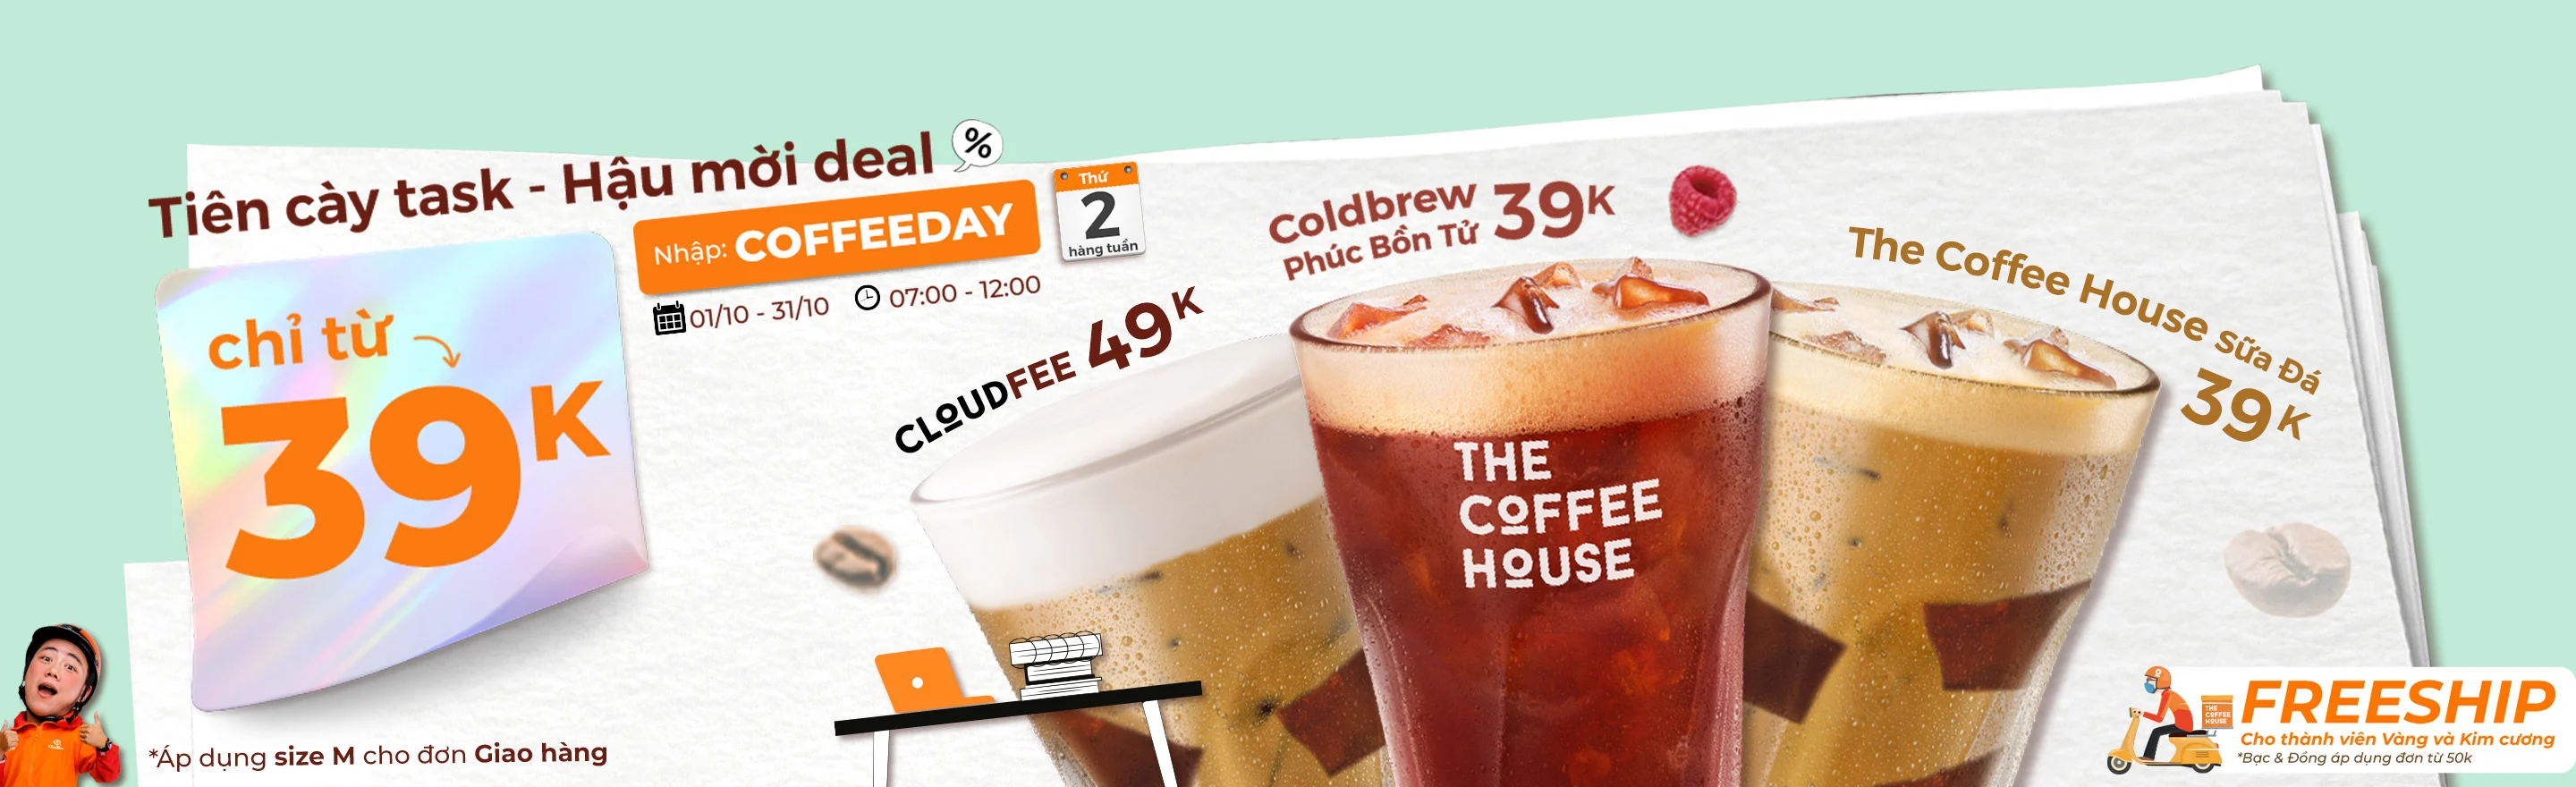 Tiên cày task - Hậu mời deal %
Nhập: COFFEEDAY
Thứ
2
hàng tuần
01/10 - 31/10 07:00 - 12:00
chỉ từ
39K
*Áp dụng size M cho đơn Giao hàng
CLOUDFEE 49K
Coldbrew
Phúc Bồn Tử 39K
The Coffee House sữa Đá
39K
THE
COFFEE
HOUSE
THE
COFFEE
HOUSE
FREESHIP
Cho thành viên Vàng và Kim cương
*Bạc & Đồng áp dụng đơn từ 50k